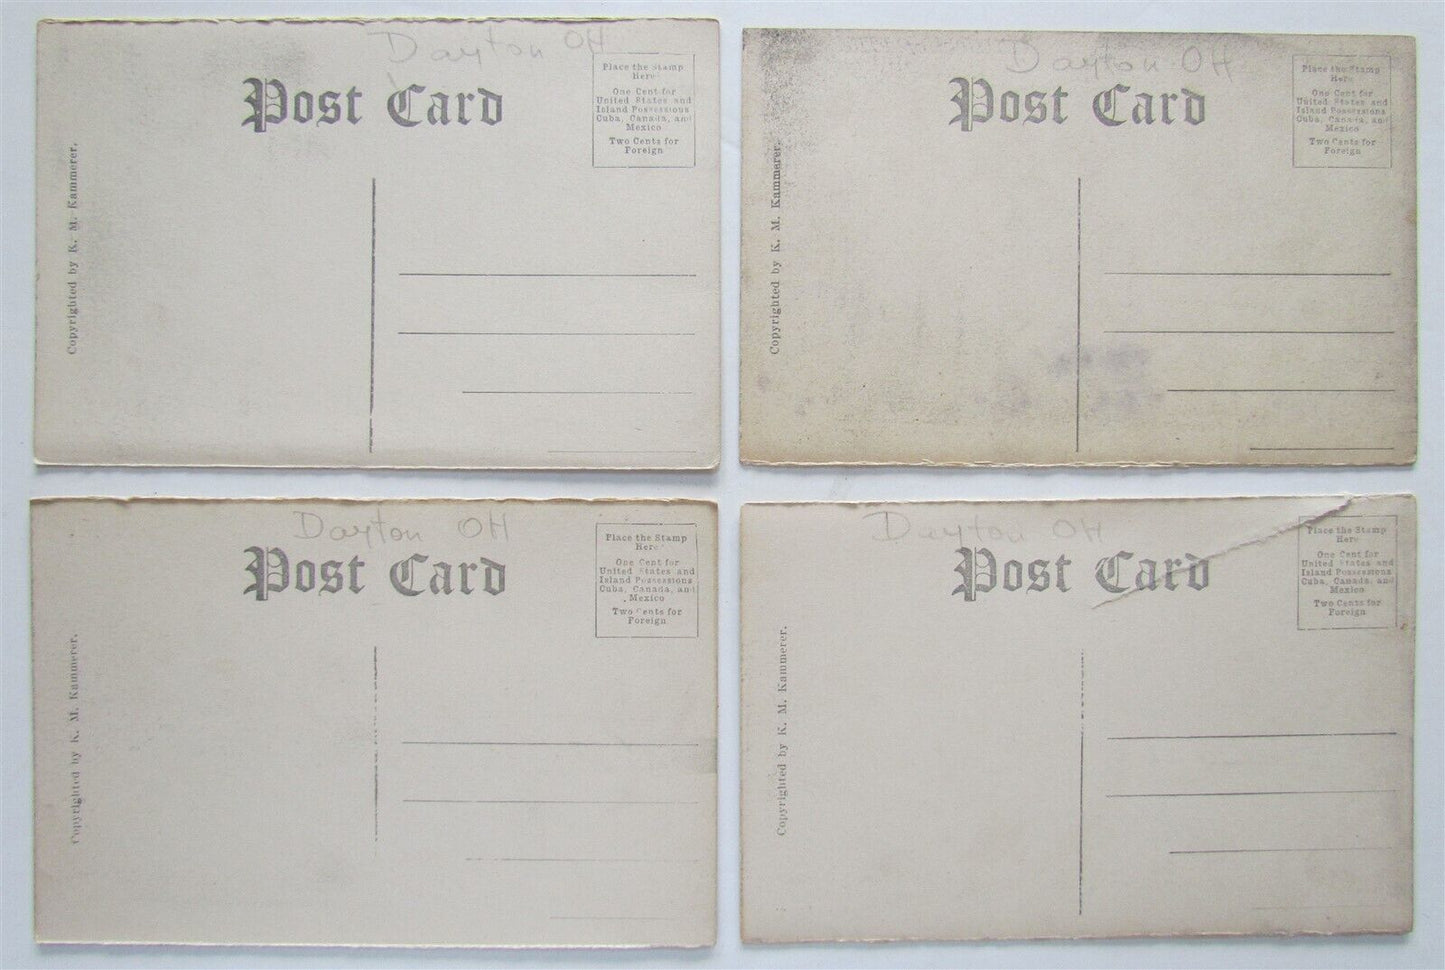 Dayton OH
Place the Stamp
Here
Post Card
One Cent for
United States and
Island Possessions
Cuba, Canada, and
Mexico
Two Cents for
Foreign
Copyrighted by K. M. Kammerer.
Dayton OH
Place the Stamp
Here
Post Card
One Cent for
United States and
Island Possessions
Cuba, Canada, and
Mexico
Two Cents for
Foreign
Copyrighted by K. M. Kammerer.
Dayton OH
Place the Stamp
Here
Post Card
One Cent for
United States and
Island Possessions
Cuba, Canada, and
Mexico
Two Cents for
Foreign
Copyrighted by K. M. Kammerer.
Dayton OH
Place the Stamp
Here
Post Card
One Cent for
United States and
Island Possessions
Cuba, Canada, and
Mexico
Two Cents for
Foreign
Copyrighted by K. M. Kammerer.